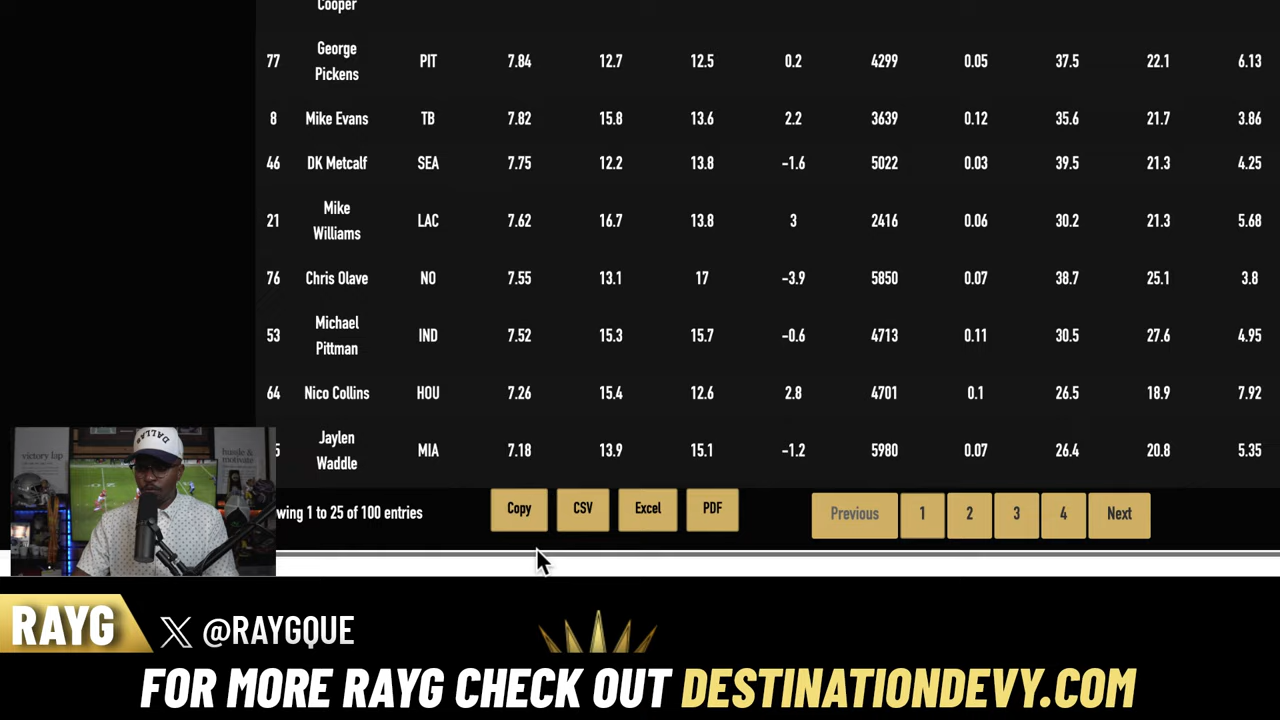 Cooper
77 George Pickens PIT 7.84 12.7 12.5 0.2 4299 0.05 37.5 22.1 6.13
8 Mike Evans TB 7.82 15.8 13.6 2.2 3639 0.12 35.6 21.7 3.86
46 DK Metcalf SEA 7.75 12.2 13.8 -1.6 5022 0.03 39.5 21.3 4.25
21 Mike Williams LAC 7.62 16.7 13.8 3 2416 0.06 30.2 21.3 5.68
76 Chris Olave NO 7.55 13.1 17 -3.9 5850 0.07 38.7 25.1 3.8
53 Michael Pittman IND 7.52 15.3 15.7 -0.6 4713 0.11 30.5 27.6 4.95
64 Nico Collins HOU 7.26 15.4 12.6 2.8 4701 0.1 26.5 18.9 7.92
5 Jaylen Waddle MIA 7.18 13.9 15.1 -1.2 5980 0.07 26.4 20.8 5.35
wing 1 to 25 of 100 entries Copy CSV Excel PDF Previous 1 2 3 4 Next
victory lap
hustle & motivate
DALLAS
RAYG X @RAYGQUE
FOR MORE RAYG CHECK OUT DESTINATIONDEVY.COM